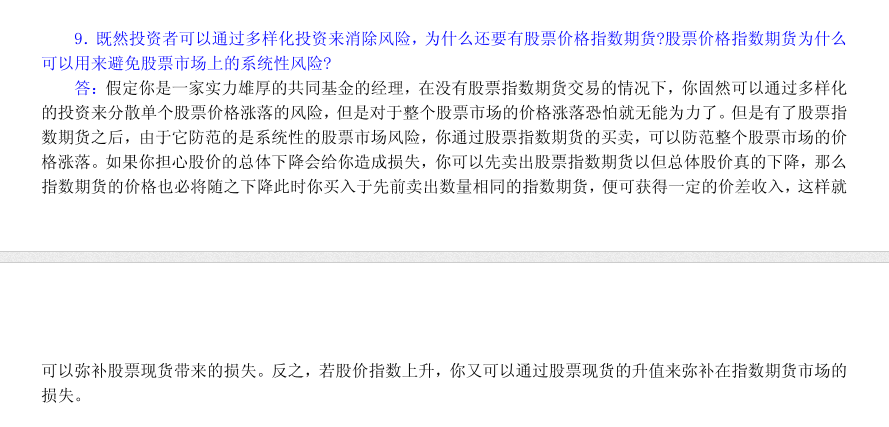 9．既然投资者可以通过多样化投资来消除风险，为什么还要有股票价格指数期货?股票价格指数期货为什么
可以用来避免股票市场上的系统性风险?
答：假定你是一家实力雄厚的共同基金的经理，在没有股票指数期货交易的情况下，你固然可以通过多样化
的投资来分散单个股票价格涨落的风险，但是对于整个股票市场的价格涨落恐怕就无能为力了。但是有了股票指
数期货之后，由于它防范的是系统性的股票市场风险，你通过股票指数期货的买卖，可以防范整个股票市场的价
格涨落。如果你担心股价的总体下降会给你造成损失，你可以先卖出股票指数期货以但总体股价真的下降，那么
指数期货的价格也必将随之下降此时你买入于先前卖出数量相同的指数期货，便可获得一定的价差收入，这样就
可以弥补股票现货带来的损失。反之，若股价指数上升，你又可以通过股票现货的升值来弥补在指数期货市场的
损失。